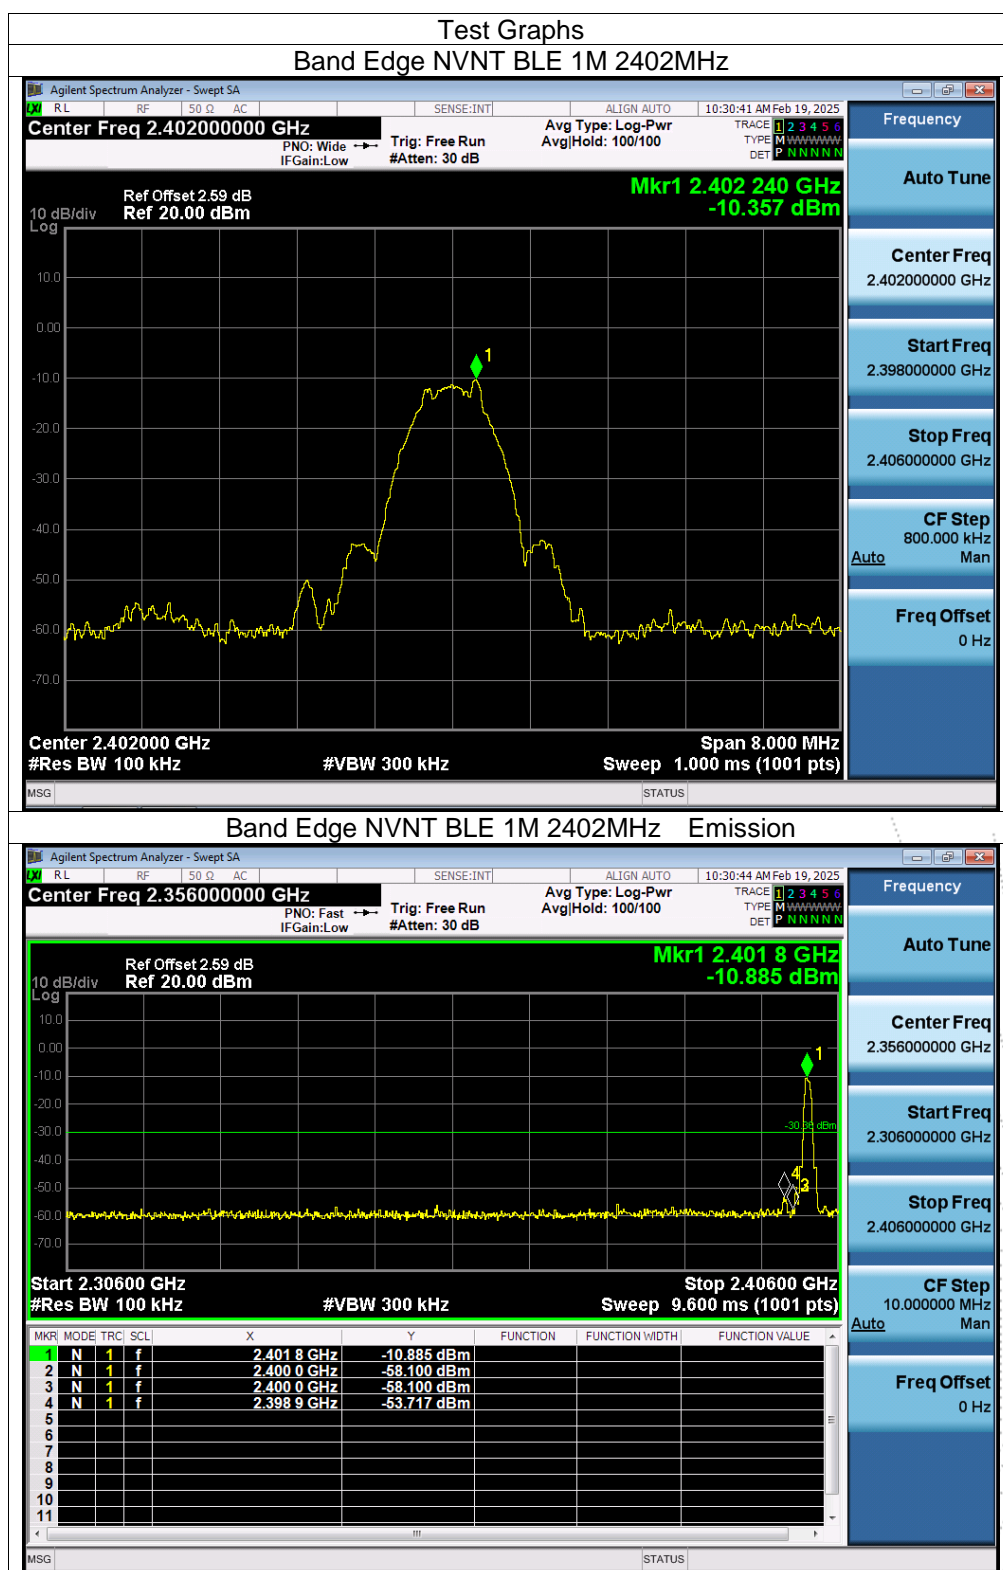 Test Graphs
Band Edge NVNT BLE 1M 2402MHz
Agilent Spectrum Analyzer - Swept SA
LXI RL RF 50 Ω AC SENSE:INT ALIGN AUTO 10:30:41 AM Feb 19, 2025
Center Freq 2.402000000 GHz
PNO: Wide
IFGain:Low
Trig: Free Run
#Atten: 30 dB
Avg Type: Log-Pwr
Avg|Hold: 100/100
TRACE 1 2 3 4 5 6
TYPE M WWWWW
DET P N N N N N
Frequency
Auto Tune
Center Freq
2.402000000 GHz
Start Freq
2.398000000 GHz
Stop Freq
2.406000000 GHz
CF Step
800.000 kHz
Auto Man
Freq Offset
0 Hz
Mkr1 2.402 240 GHz
-10.357 dBm
Ref Offset 2.59 dB
10 dB/div Ref 20.00 dBm
Log
10.0
0.00
1
-10.0
-20.0
-30.0
-40.0
-50.0
-60.0
-70.0
Center 2.402000 GHz Span 8.000 MHz
#Res BW 100 kHz #VBW 300 kHz Sweep 1.000 ms (1001 pts)
MSG STATUS
Band Edge NVNT BLE 1M 2402MHz Emission
Agilent Spectrum Analyzer - Swept SA
LXI RL RF 50 Ω AC SENSE:INT ALIGN AUTO 10:30:44 AM Feb 19, 2025
Center Freq 2.356000000 GHz
PNO: Fast
IFGain:Low
Trig: Free Run
#Atten: 30 dB
Avg Type: Log-Pwr
Avg|Hold: 100/100
TRACE 1 2 3 4 5 6
TYPE M WWWWW
DET P N N N N N
Frequency
Auto Tune
Center Freq
2.356000000 GHz
Start Freq
2.306000000 GHz
Stop Freq
2.406000000 GHz
CF Step
10.000000 MHz
Auto Man
Freq Offset
0 Hz
Mkr1 2.401 8 GHz
-10.885 dBm
Ref Offset 2.59 dB
10 dB/div Ref 20.00 dBm
Log
10.0
0.00
1
-10.0
-20.0
-30.0
-40.0
4
-50.0
3
-60.0
-70.0
Start 2.30600 GHz Stop 2.40600 GHz
#Res BW 100 kHz #VBW 300 kHz Sweep 9.600 ms (1001 pts)
MKR MODE TRC SCL X Y FUNCTION FUNCTION WIDTH FUNCTION VALUE
1 N 1 f 2.401 8 GHz -10.885 dBm
2 N 1 f 2.400 0 GHz -58.100 dBm
3 N 1 f 2.400 0 GHz -58.100 dBm
4 N 1 f 2.398 9 GHz -53.717 dBm
5
6
7
8
9
10
11
MSG STATUS